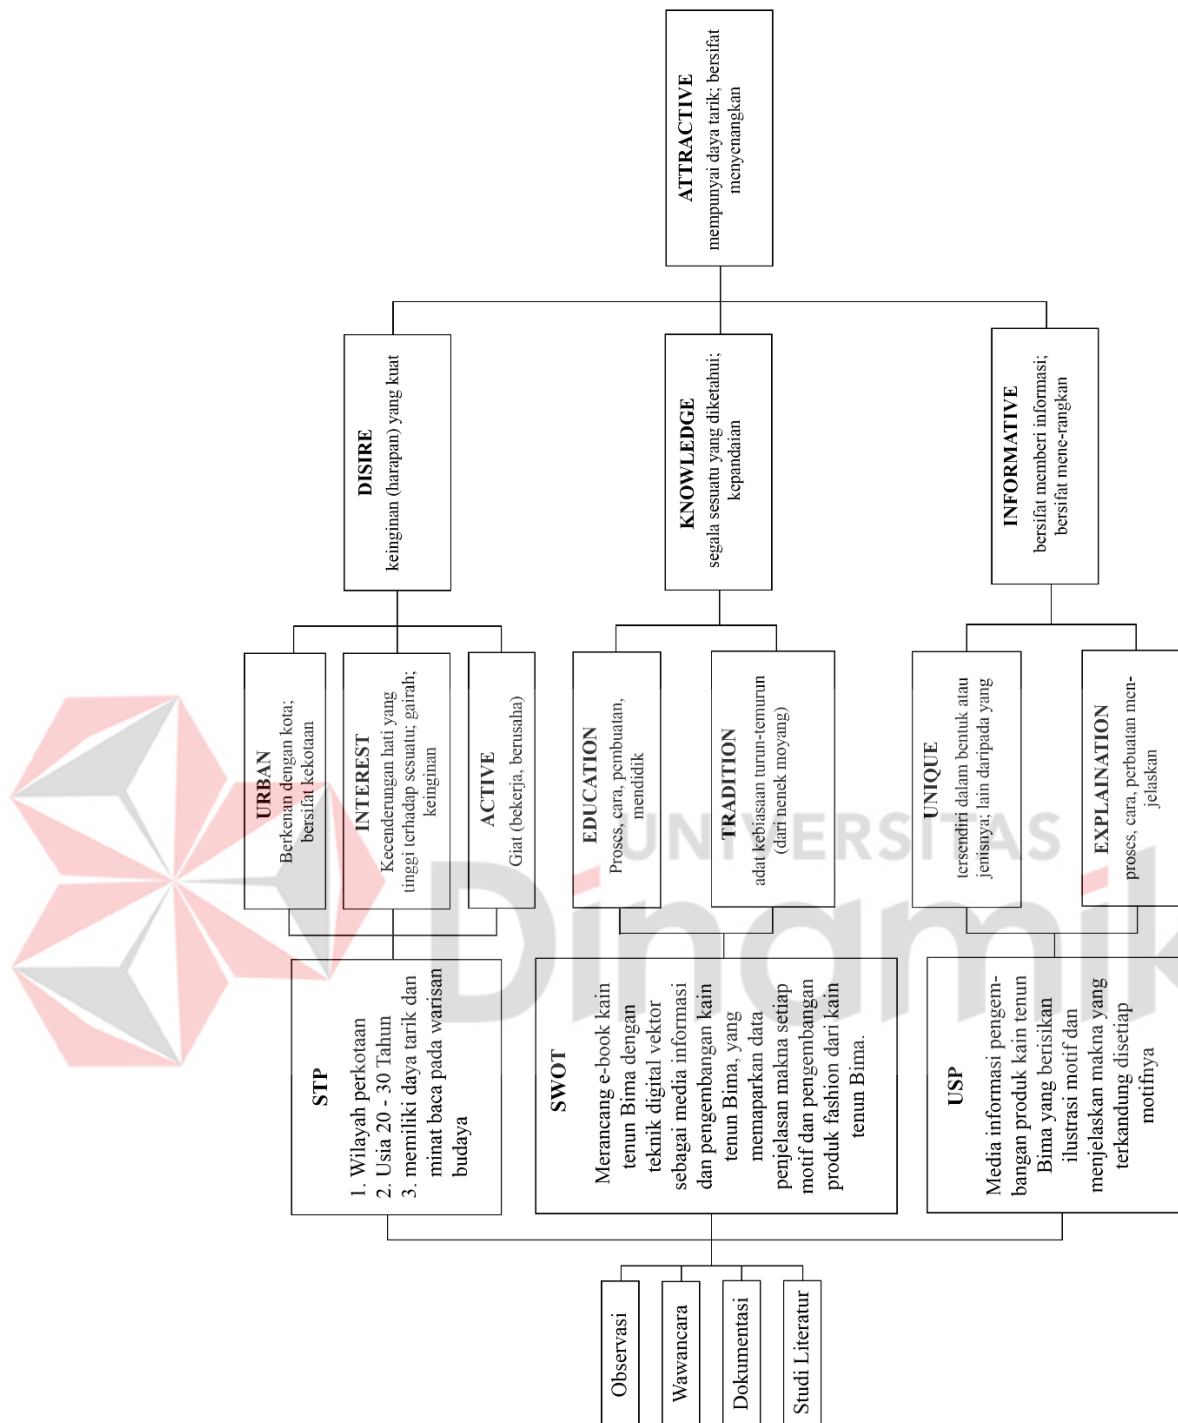 Observasi
Wawancara
Dokumentasi
Studi Literatur
STP
1. Wilayah perkotaan
2. Usia 20 - 30 Tahun
3. memiliki daya tarik dan
minat baca pada warisan
budaya
SWOT
Merancang e-book kain
tenun Bima dengan
teknik digital vektor
sebagai media informasi
dan pengembangan kain
tenun Bima, yang
memaparkan data
penjelasan makna setiap
motif dan pengembangan
produk fashion dari kain
tenun Bima.
USP
Media informasi pengem-
bangan produk kain tenun
Bima yang berisikan
ilustrasi motif dan
menjelaskan makna yang
terkandung disetiap
motifnya
URBAN
Berkenan dengan kota;
bersifat kekotaan
INTEREST
Kecenderungan hati yang
tinggi terhadap sesuatu; gairah;
keinginan
ACTIVE
Giat (bekerja, berusaha)
EDUCATION
Proses, cara, pembuatan,
mendidik
TRADITION
adat kebiasaan turun-temurun
(dari nenek moyang)
UNIQUE
tersendiri dalam bentuk atau
jenisnya; lain daripada yang
EXPLAINATION
proses, cara, perbuatan men-
jelaskan
DISIRE
keinginan (harapan) yang kuat
KNOWLEDGE
segala sesuatu yang diketahui;
kepandaian
INFORMATIVE
bersifat memberi informasi;
bersifat mene-rangkan
ATTRACTIVE
mempunyai daya tarik; bersifat
menyenangkan
UNIVERSITAS
Dinamik